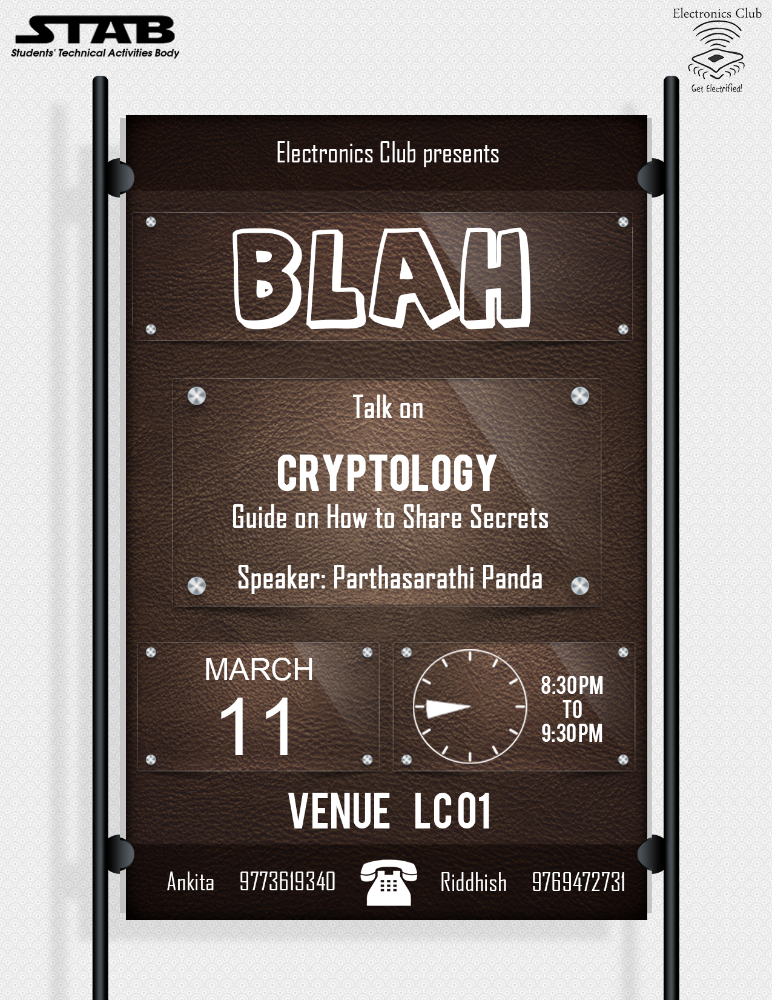 STAB
Students' Technical Activities Body
Electronics Club
Get Electrified!
Electronics Club presents
BLAH
Talk on
CRYPTOLOGY
Guide on How to Share Secrets
Speaker: Parthasarathi Panda
MARCH
11
8:30PM
TO
9:30PM
VENUE LC01
Ankita 9773619340 Riddhish 9769472731